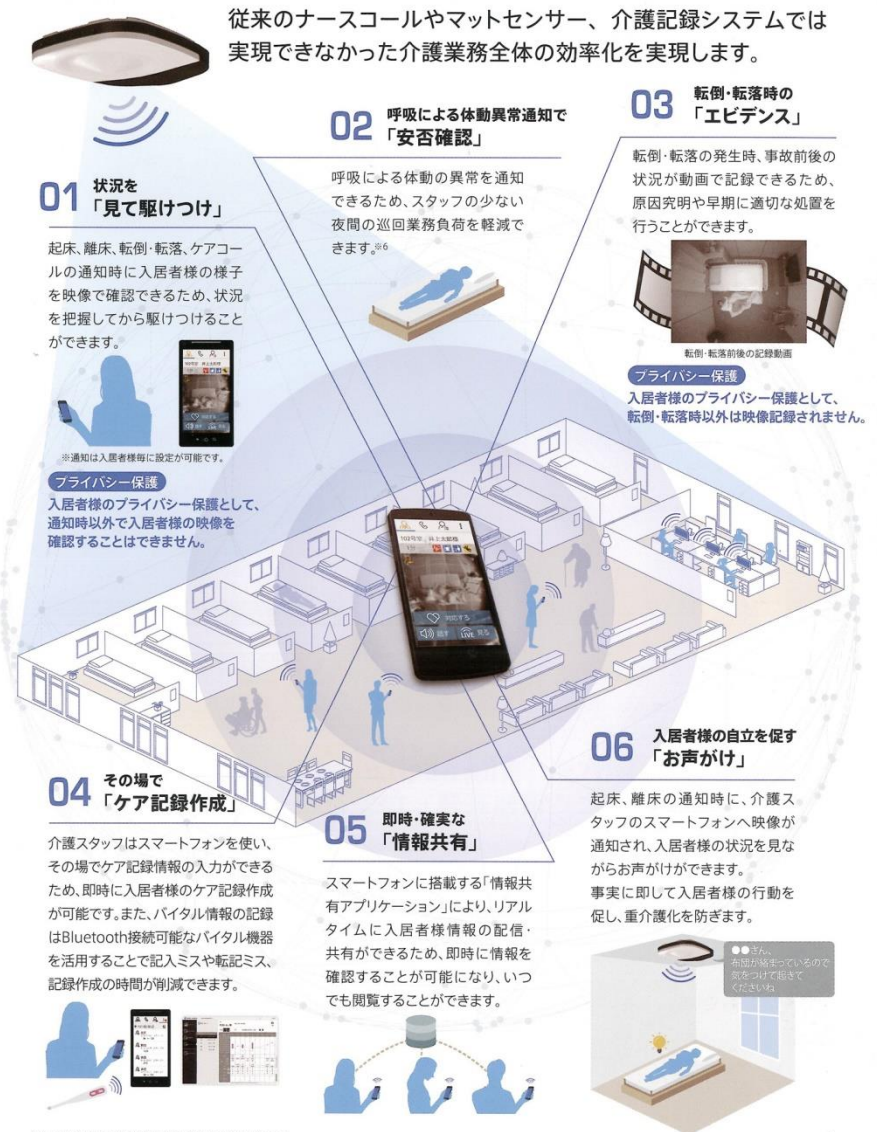 従来のナースコールやマットセンサー、介護記録システムでは
実現できなかった介護業務全体の効率化を実現します。
01 状況を
「見て駆けつけ」
起床、離床、転倒・転落、ケアコー
ルの通知時に入居者様の様子
を映像で確認できるため、状況
を把握してから駆けつけること
ができます。
※通知は入居者様毎に設定が可能です。
プライバシー保護
入居者様のプライバシー保護として、
通知時以外で入居者様の映像を
確認することはできません。
02 呼吸による体動異常通知で
「安否確認」
呼吸による体動の異常を通知
できるため、スタッフの少ない
夜間の巡回業務負荷を軽減で
きます。※6
03 転倒・転落時の
「エビデンス」
転倒・転落の発生時、事故前後の
状況が動画で記録できるため、
原因究明や早期に適切な処置を
行うことができます。
転倒・転落前後の記録動画
プライバシー保護
入居者様のプライバシー保護として、
転倒・転落時以外は映像記録されません。
102号室 井上太郎様
対応する
話す LIVE 見る
04 その場で
「ケア記録作成」
介護スタッフはスマートフォンを使い、
その場でケア記録情報の入力ができる
ため、即時に入居者様のケア記録作成
が可能です。また、バイタル情報の記録
はBluetooth接続可能なバイタル機器
を活用することで記入ミスや転記ミス、
記録作成の時間が削減できます。
05 即時・確実な
「情報共有」
スマートフォンに搭載する「情報共
有アプリケーション」により、リアル
タイムに入居者様情報の配信・
共有ができるため、即時に情報を
確認することが可能になり、いつ
でも閲覧することができます。
06 入居者様の自立を促す
「お声がけ」
起床、離床の通知時に、介護ス
タッフのスマートフォンへ映像が
通知され、入居者様の状況を見な
がらお声がけができます。
事実に即して入居者様の行動を
促し、重介護化を防ぎます。
●●さん、
布団が絡まっているので
気をつけて起きて
くださいね